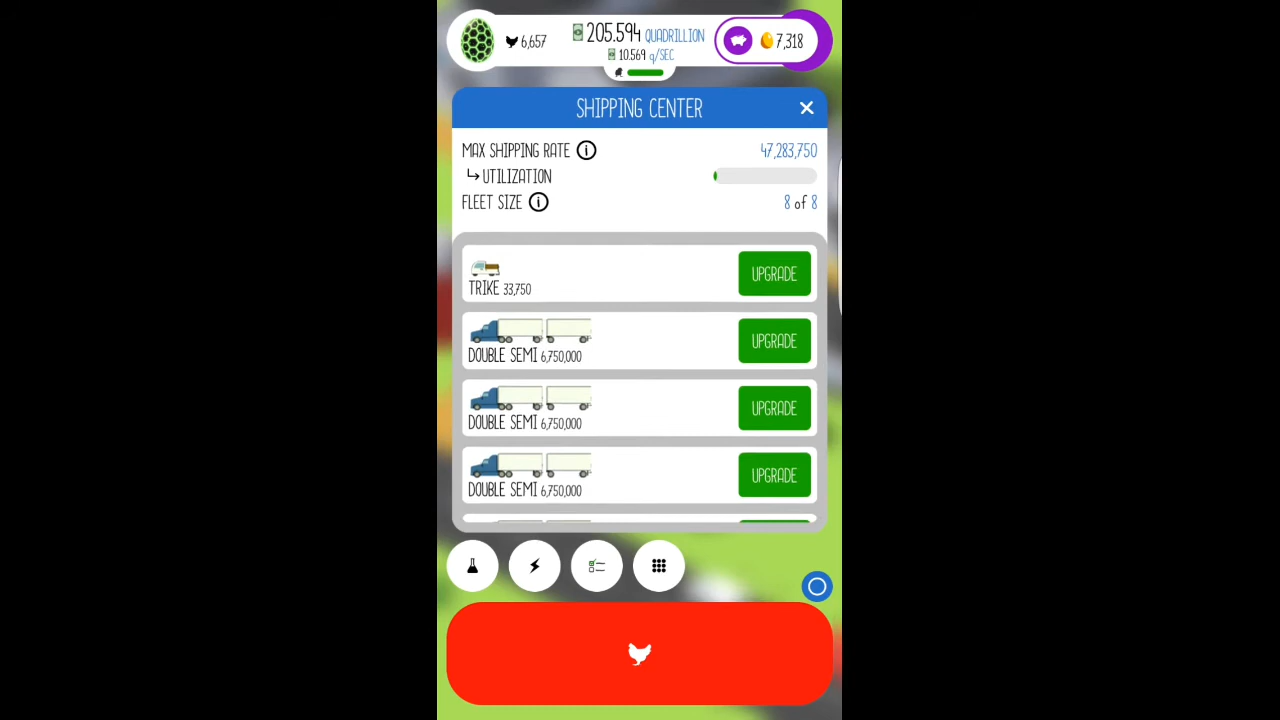 6,657
205.594 QUADRILLION
10.569 q/SEC
7,318
SHIPPING CENTER
MAX SHIPPING RATE i 47,283,750
UTILIZATION
FLEET SIZE i 8 of 8
TRIKE 33,750
UPGRADE
DOUBLE SEMI 6,750,000
UPGRADE
DOUBLE SEMI 6,750,000
UPGRADE
DOUBLE SEMI 6,750,000
UPGRADE